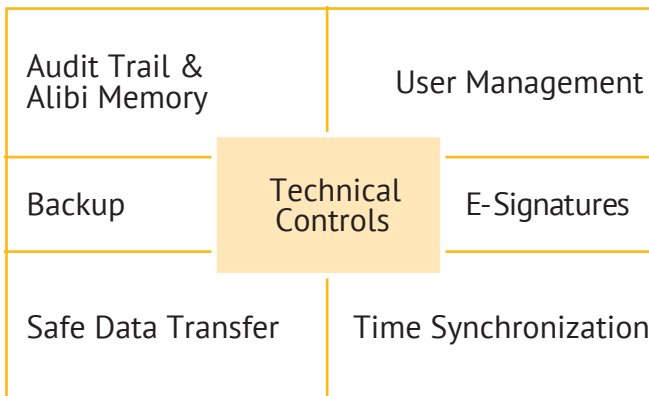 Audit Trail &
Alibi Memory
User Management
Backup
Technical
Controls
E-Signatures
Safe Data Transfer
Time Synchronization